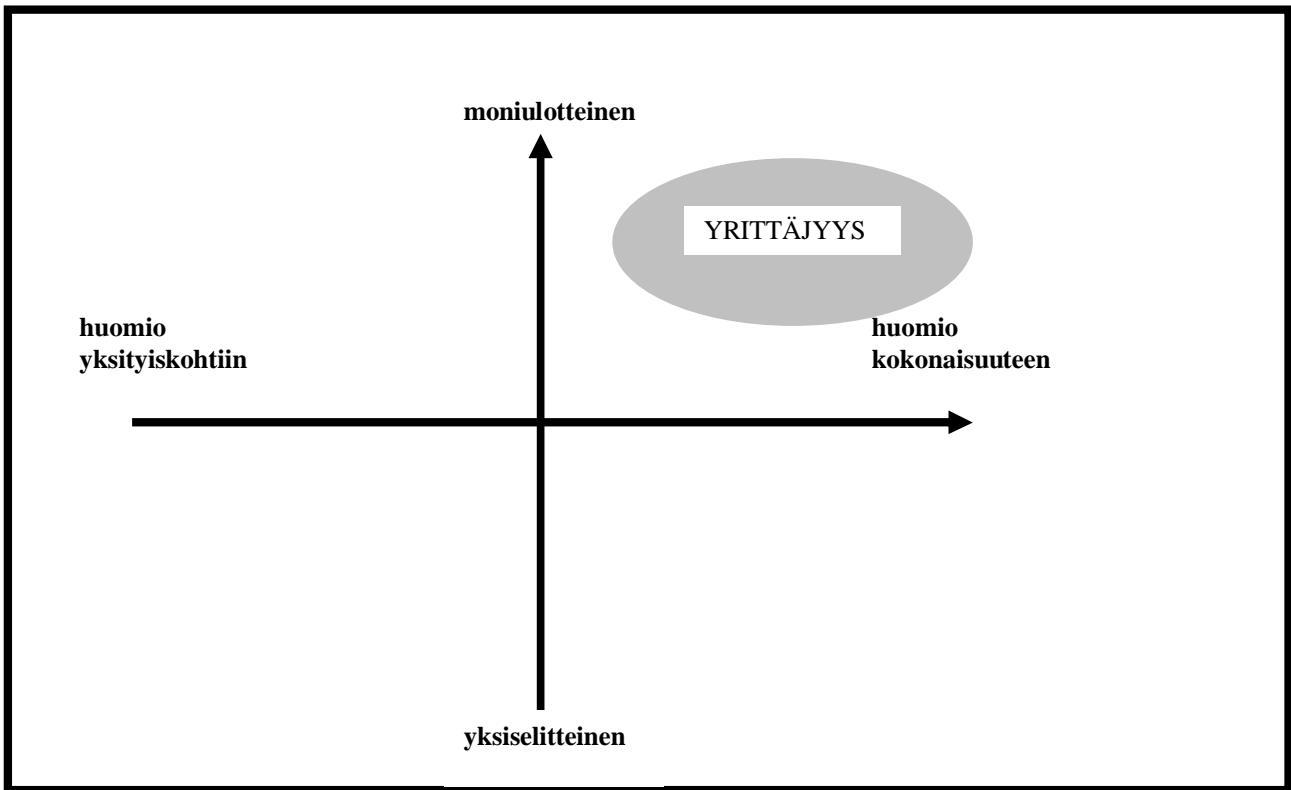 moniulotteinen
YRITTÄJYYS
huomio
yksityiskohtiin
huomio
kokonaisuuteen
yksiselitteinen